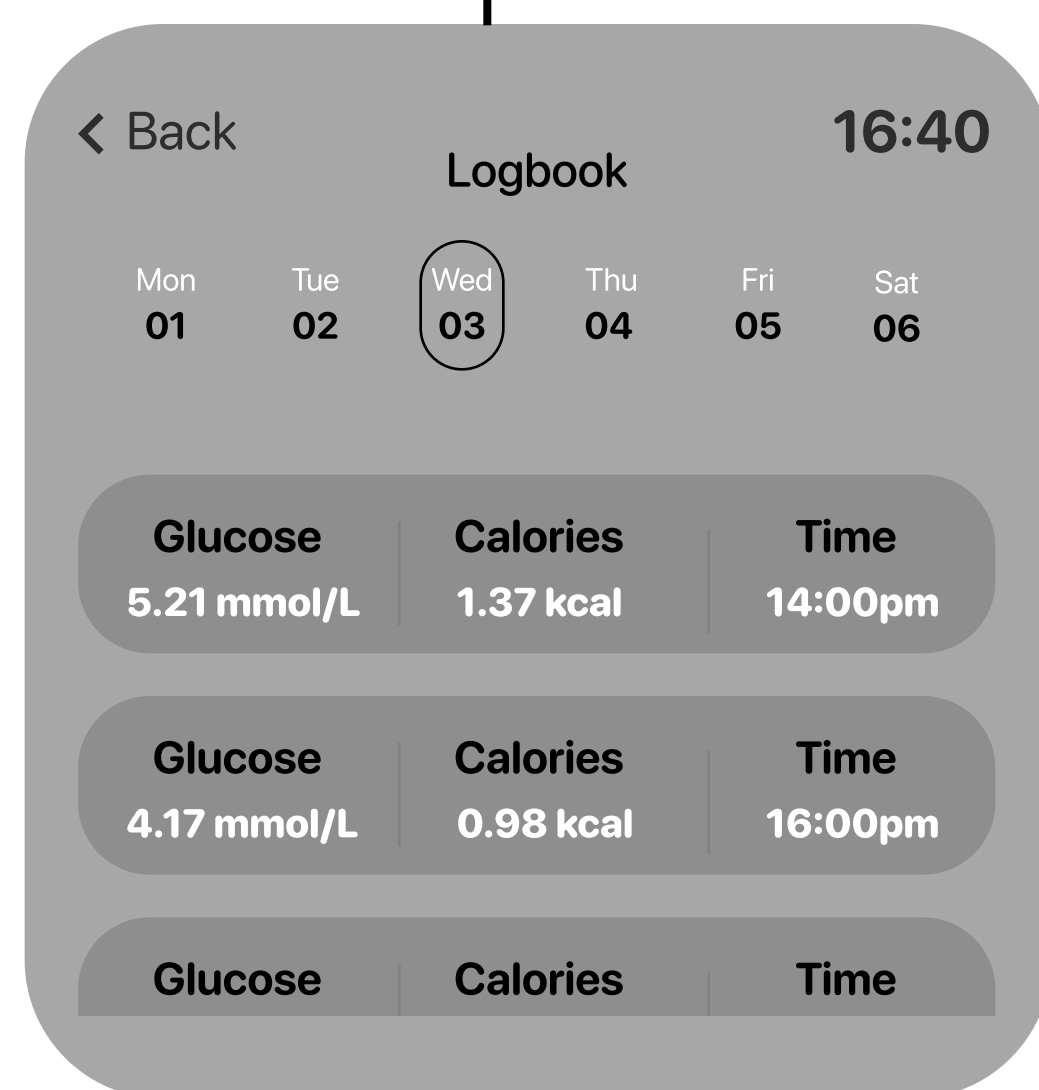 Back 16:40
Logbook
Mon Tue Wed Thu Fri Sat
01 02 03 04 05 06
Glucose Calories Time
5.21 mmol/L 1.37 kcal 14:00pm
Glucose Calories Time
4.17 mmol/L 0.98 kcal 16:00pm
Glucose Calories Time